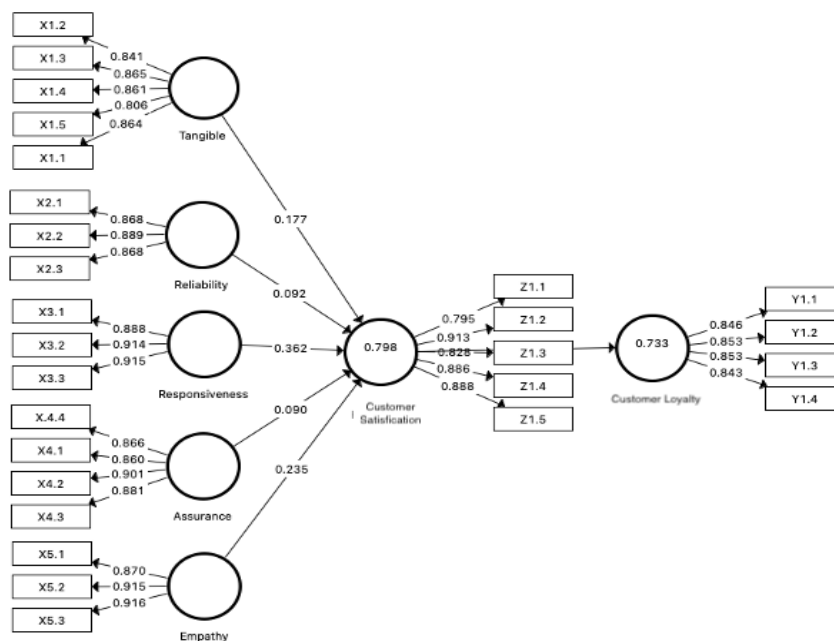 X1.2
X1.3
X1.4
X1.5
X1.1
0.841
0.865
0.861
0.806
0.864
Tangible
0.177
X2.1
X2.2
X2.3
0.868
0.889
0.868
Reliability
0.092
X3.1
X3.2
X3.3
0.888
0.914
0.915
Responsiveness
0.362
X.4.4
X4.1
X4.2
X4.3
0.866
0.860
0.901
0.881
Assurance
0.090
X5.1
X5.2
X5.3
0.870
0.915
0.916
Empathy
0.235
0.798
Customer
Satisfication
0.795
0.913
0.828
0.886
0.888
Z1.1
Z1.2
Z1.3
Z1.4
Z1.5
0.733
Customer Loyalty
0.846
0.853
0.853
0.843
Y1.1
Y1.2
Y1.3
Y1.4